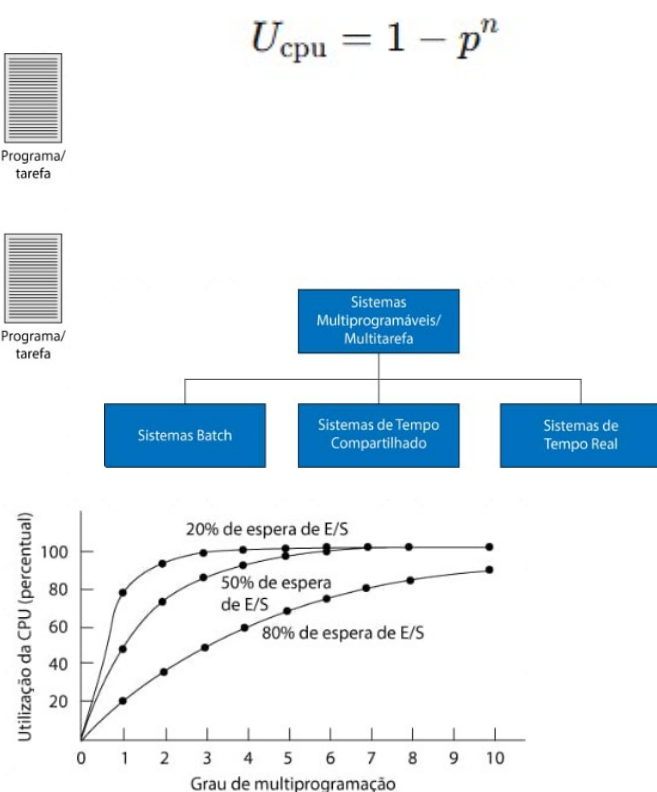 U_cpu = 1 − p^n
Programa/
tarefa
Programa/
tarefa
Sistemas
Multiprogramáveis/
Multitarefa
Sistemas Batch
Sistemas de Tempo
Compartilhado
Sistemas de
Tempo Real
Utilização da CPU (percentual)
100
80
60
40
20
20% de espera de E/S
50% de espera
de E/S
80% de espera de E/S
0 1 2 3 4 5 6 7 8 9 10
Grau de multiprogramação